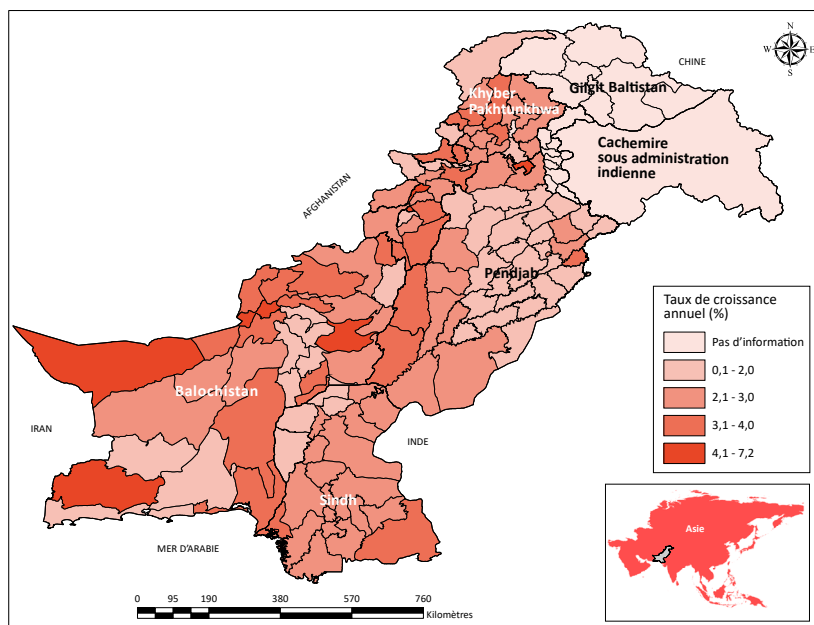 N
W
E
S
CHINE
Khyber
Pakhtunkhwa
Gilgit Baltistan
Cachemire
sous administration
indienne
AFGHANISTAN
Pendjab
Taux de croissance
annuel (%)
Pas d'information
0,1 - 2,0
2,1 - 3,0
3,1 - 4,0
4,1 - 7,2
Balochistan
IRAN
INDE
Sindh
MER D'ARABIE
Asie
0 95 190 380 570 760
Kilomètres